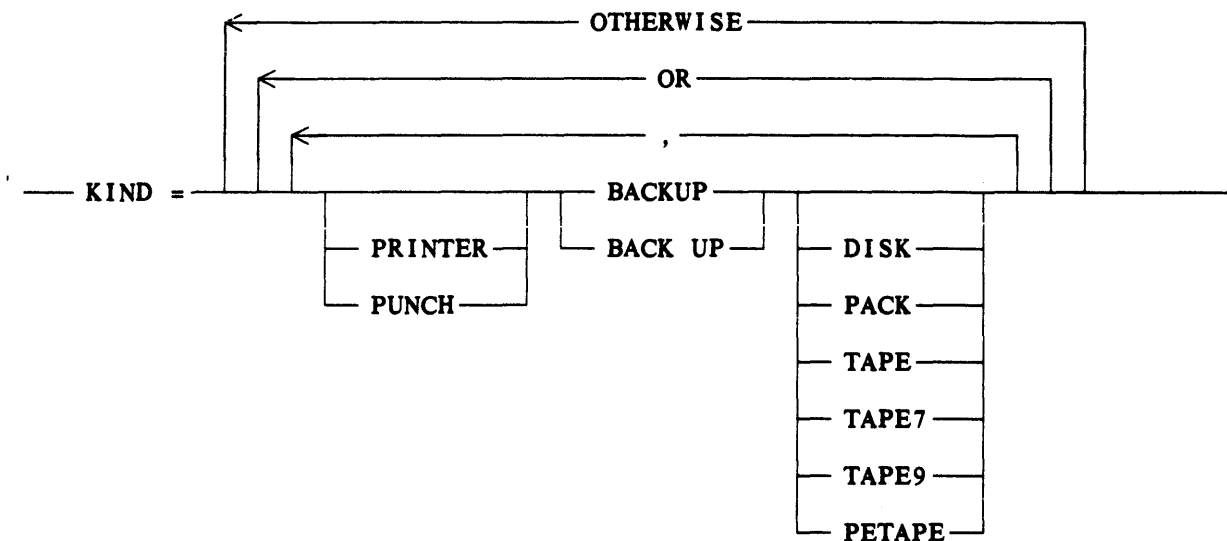 OTHERWISE
OR
,
KIND = BACKUP
PRINTER BACK UP DISK
PUNCH PACK
TAPE
TAPE7
TAPE9
PETAPE